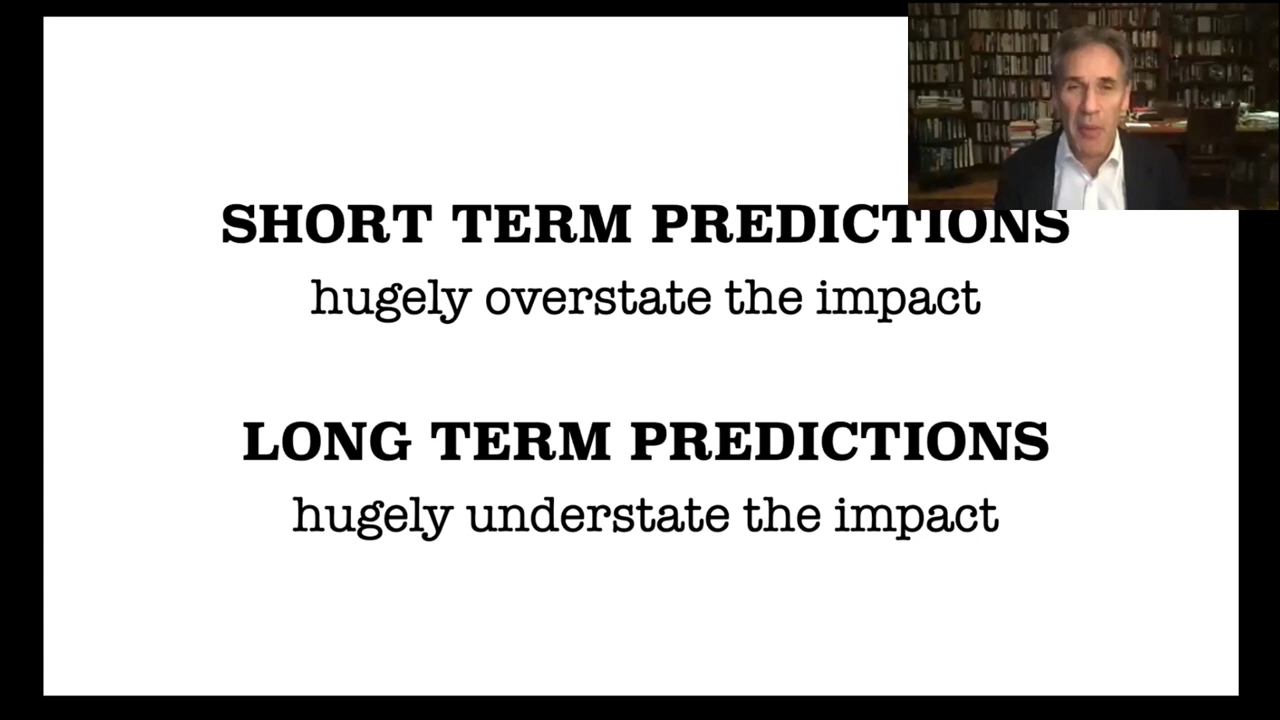 SHORT TERM PREDICTIONS
hugely overstate the impact
LONG TERM PREDICTIONS
hugely understate the impact